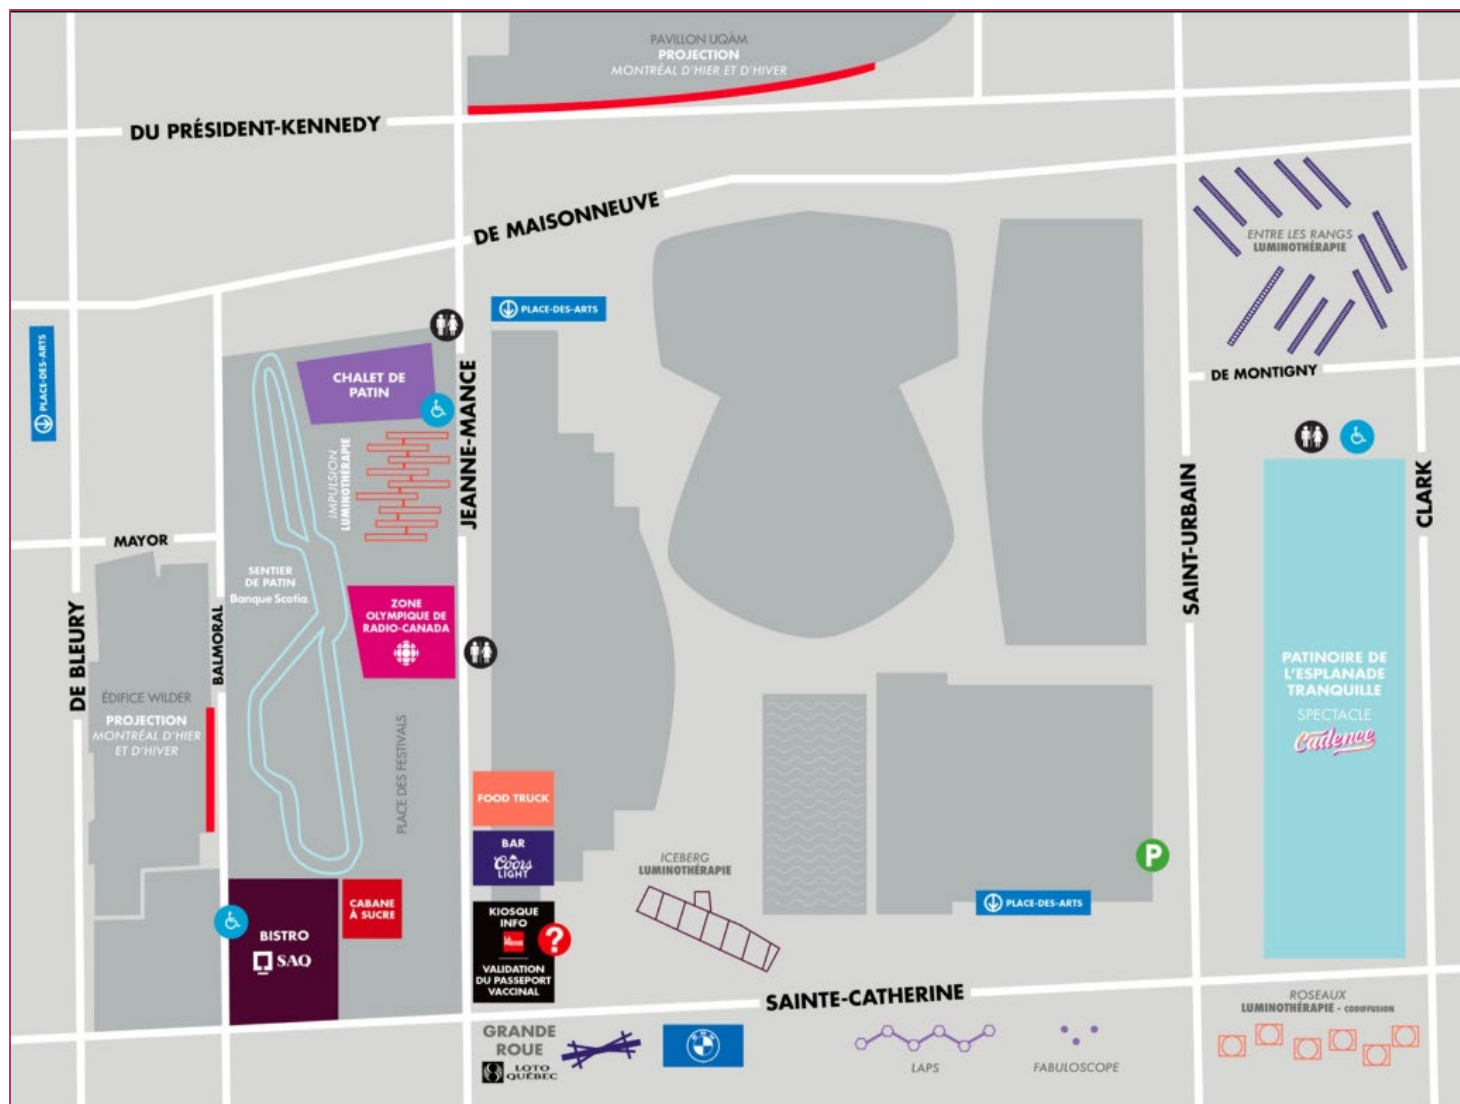 PAVILLON UQÀM
PROJECTION
MONTRÉAL D'HIER ET D'HIVER
DU PRÉSIDENT-KENNEDY
DE MAISONNEUVE
ENTRE LES RANGS
LUMINOTHÉRAPIE
PLACE-DES-ARTS
PLACE-DES-ARTS
CHALET DE
PATIN
JEANNE-MANCE
DE MONTIGNY
IMPULSION
LUMINOTHÉRAPIE
CLARK
SAINT-URBAIN
MAYOR
SENTIER
DE PATIN
Banque Scotia
ZONE
OLYMPIQUE DE
RADIO-CANADA
DE BLEURY
BALMORAL
PATINOIRE DE
L'ESPLANADE
TRANQUILLE
SPECTACLE
Cadence
ÉDIFICE WILDER
PROJECTION
MONTRÉAL D'HIER
ET D'HIVER
PLACE DES FESTIVALS
FOOD TRUCK
BAR
Coors
LIGHT
ICEBERG
LUMINOTHÉRAPIE
P
PLACE-DES-ARTS
CABANE
À SUCRE
BISTRO
SAQ
KIOSQUE
INFO
LA
PRESSE
?
VALIDATION
DU PASSEPORT
VACCINAL
SAINTE-CATHERINE
ROSEAUX
LUMINOTHÉRAPIE - CODIFFUSION
GRANDE
ROUE
LOTO
QUÉBEC
BMW
LAPS
FABULOSCOPE